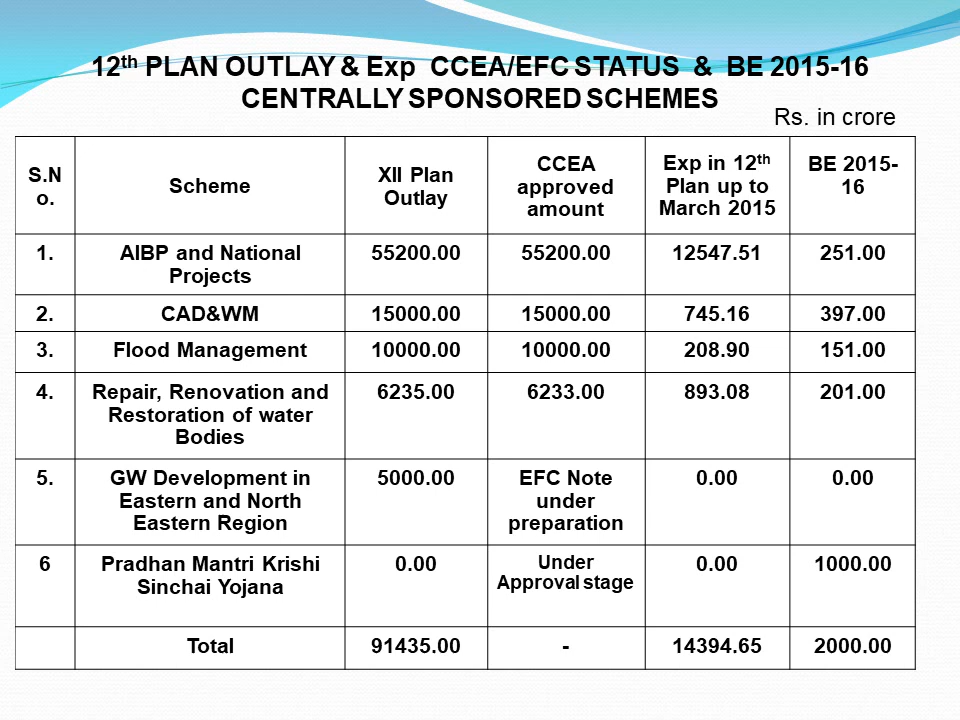 12th PLAN OUTLAY & Exp CCEA/EFC STATUS & BE 2015-16
CENTRALLY SPONSORED SCHEMES
Rs. in crore
S.N
o.
Scheme
XII Plan
Outlay
CCEA
approved
amount
Exp in 12th
Plan up to
March 2015
BE 2015-
16
1.
AIBP and National
Projects
55200.00
55200.00
12547.51
251.00
2.
CAD&WM
15000.00
15000.00
745.16
397.00
3.
Flood Management
10000.00
10000.00
208.90
151.00
4.
Repair, Renovation and
Restoration of water
Bodies
6235.00
6233.00
893.08
201.00
5.
GW Development in
Eastern and North
Eastern Region
5000.00
EFC Note
under
preparation
0.00
0.00
6
Pradhan Mantri Krishi
Sinchai Yojana
0.00
Under
Approval stage
0.00
1000.00
Total
91435.00
-
14394.65
2000.00